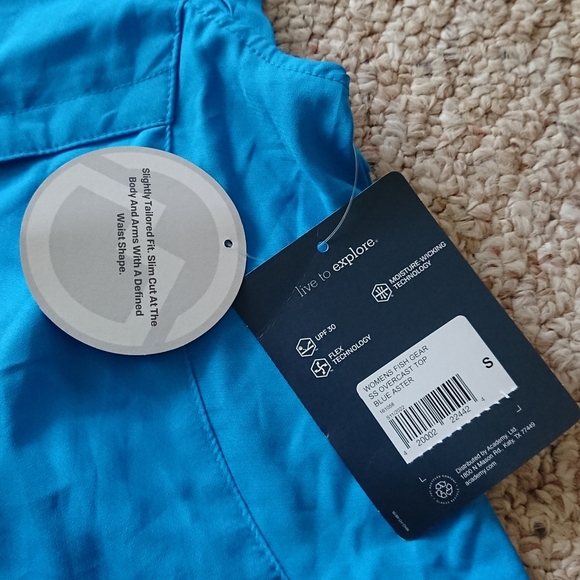 Slightly Tailored Fit. Slim Cut At The
Body And Arms With A Defined
Waist Shape.
live to explore.
UPF 30
MOISTURE-WICKING
TECHNOLOGY
FLEX
TECHNOLOGY
WOMENS FISH GEAR
SS OVERCAST TOP
BLUE ASTER
S
4 20002 22442 4
Distributed by Academy, Ltd.
1800 N Mason Rd., Katy, TX 77449
academy.com